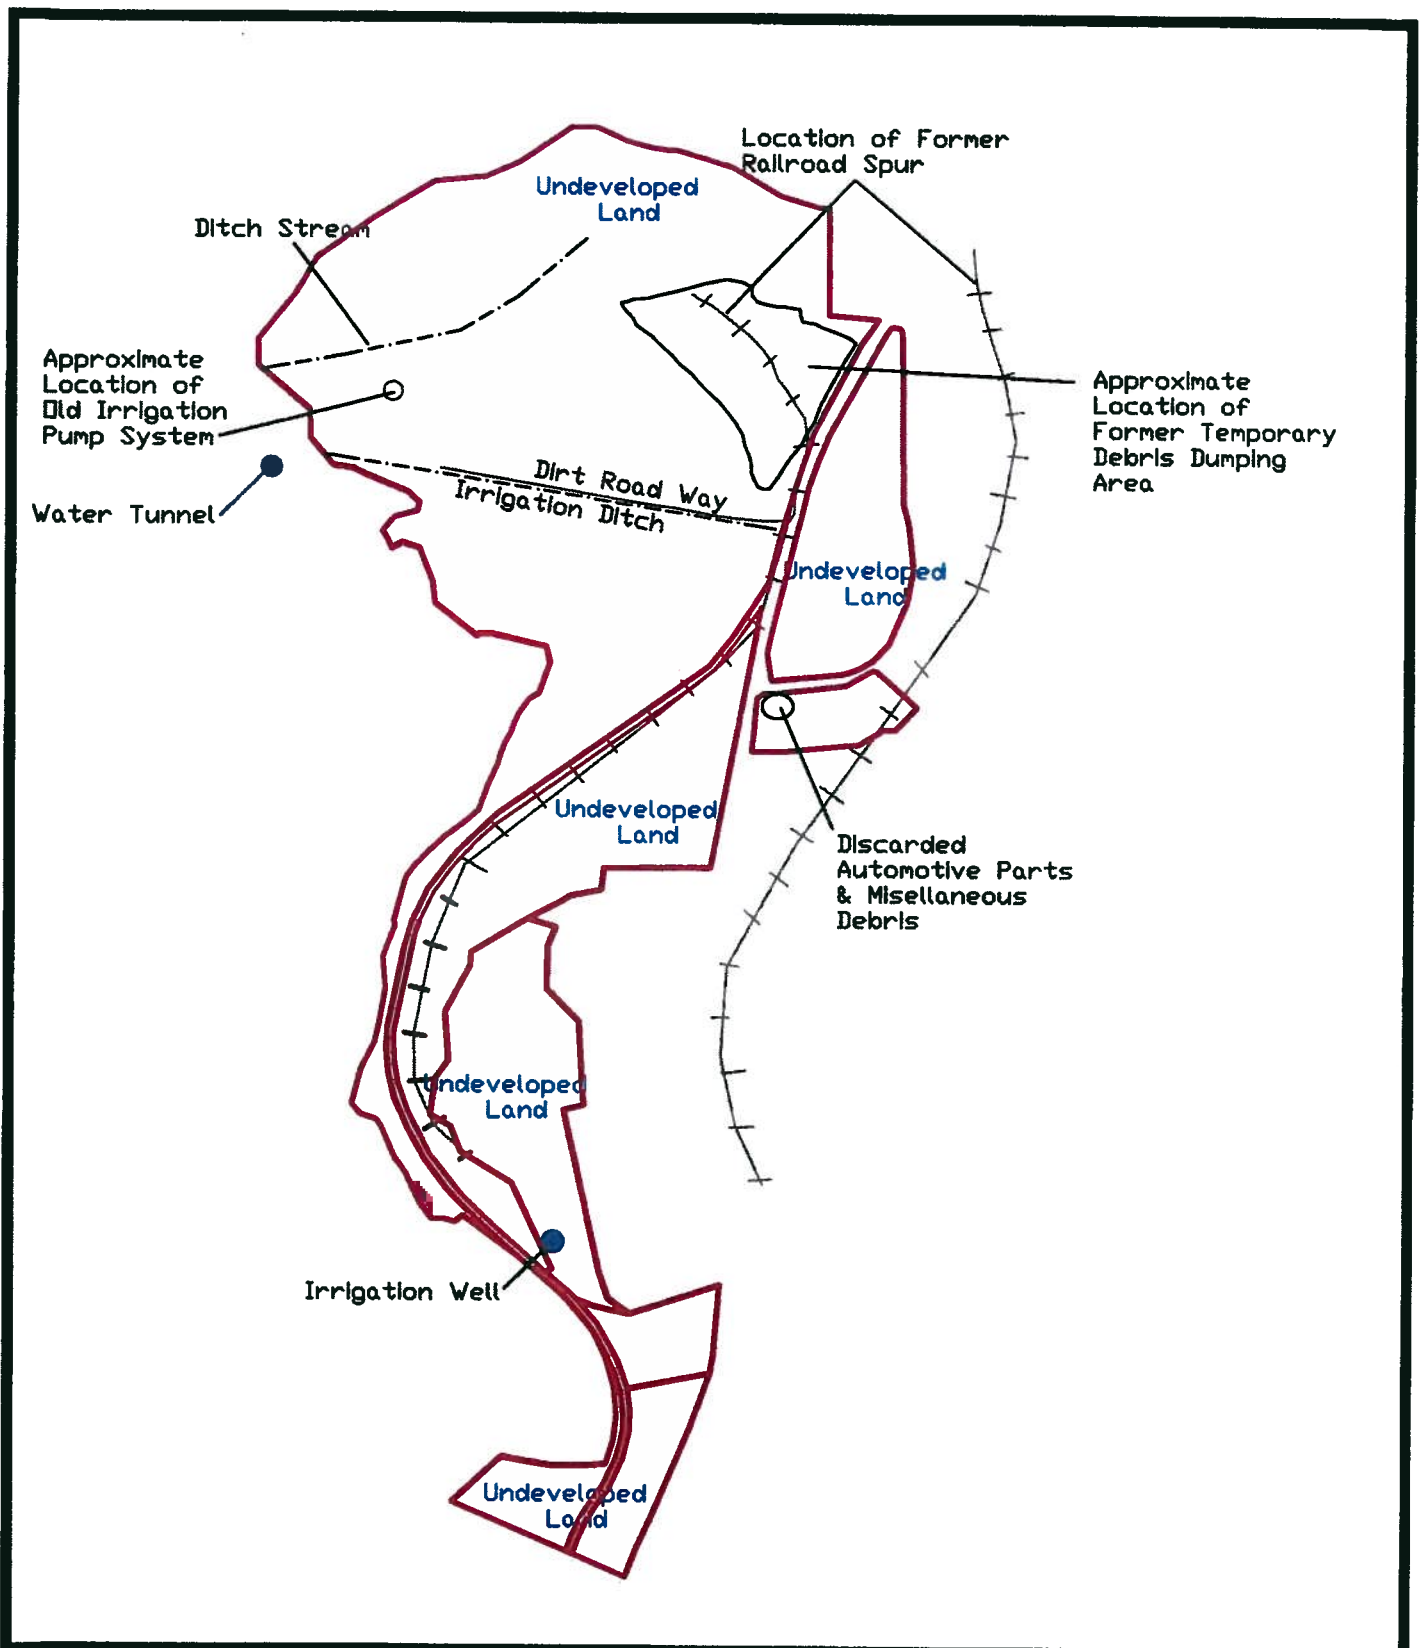 Location of Former
Railroad Spur
Undeveloped
Land
Ditch Stream
Approximate
Location of
Old Irrigation
Pump System
Approximate
Location of
Former Temporary
Debris Dumping
Area
Water Tunnel
Dirt Road Way
Irrigation Ditch
Undeveloped
Land
Undeveloped
Land
Discarded
Automotive Parts
& Misellaneous
Debris
Undeveloped
Land
Irrigation Well
Undeveloped
Land